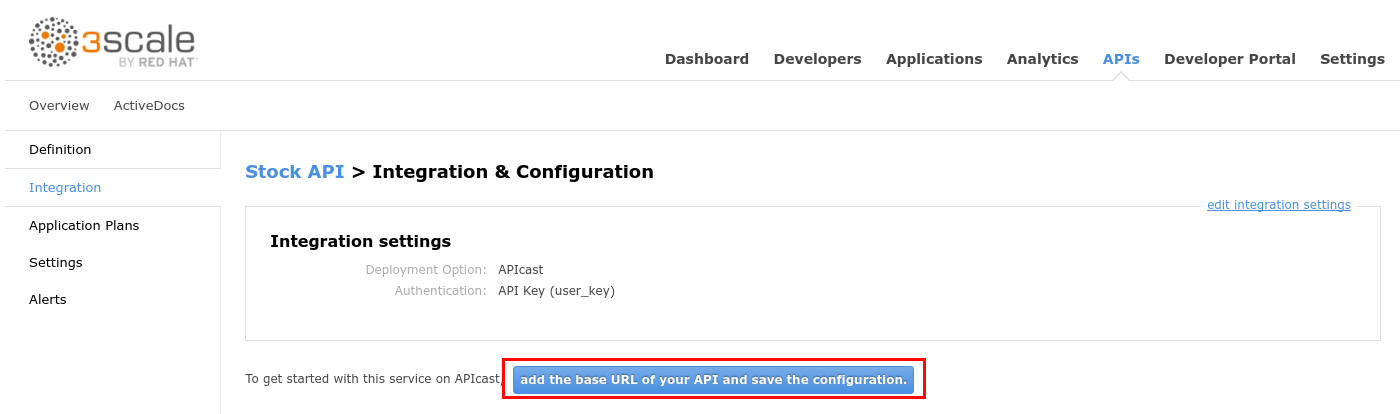 3scale
BY RED HAT
Dashboard Developers Applications Analytics APIs Developer Portal Settings
Overview ActiveDocs
Definition
Integration
Application Plans
Settings
Alerts
Stock API > Integration & Configuration
edit integration settings
Integration settings
Deployment Option: APIcast
Authentication: API Key (user_key)
To get started with this service on APIcast, add the base URL of your API and save the configuration.